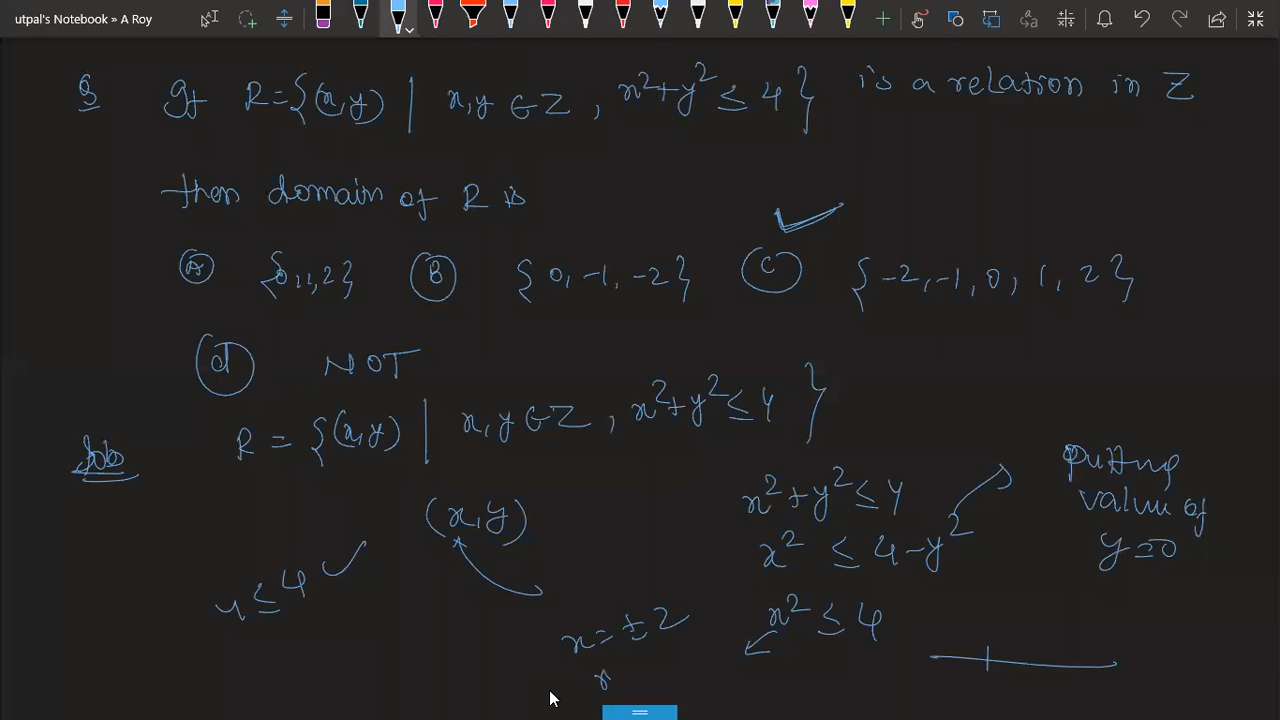 utpal's Notebook » A Roy
Q If R={(x,y) | x,y ∈ Z, x²+y² ≤ 4} is a relation in Z
then domain of R is
(A) {0,1,2} (B) {0,-1,-2} (C) {-2,-1,0,1,2}
(d) NOT
R = {(x,y) | x,y ∈ Z, x²+y² ≤ 4}
(x,y)
4 ≤ 4
x²+y² ≤ 4
x² ≤ 4-y²
x² ≤ 4
x = ±2
x
putting
value of
y=0